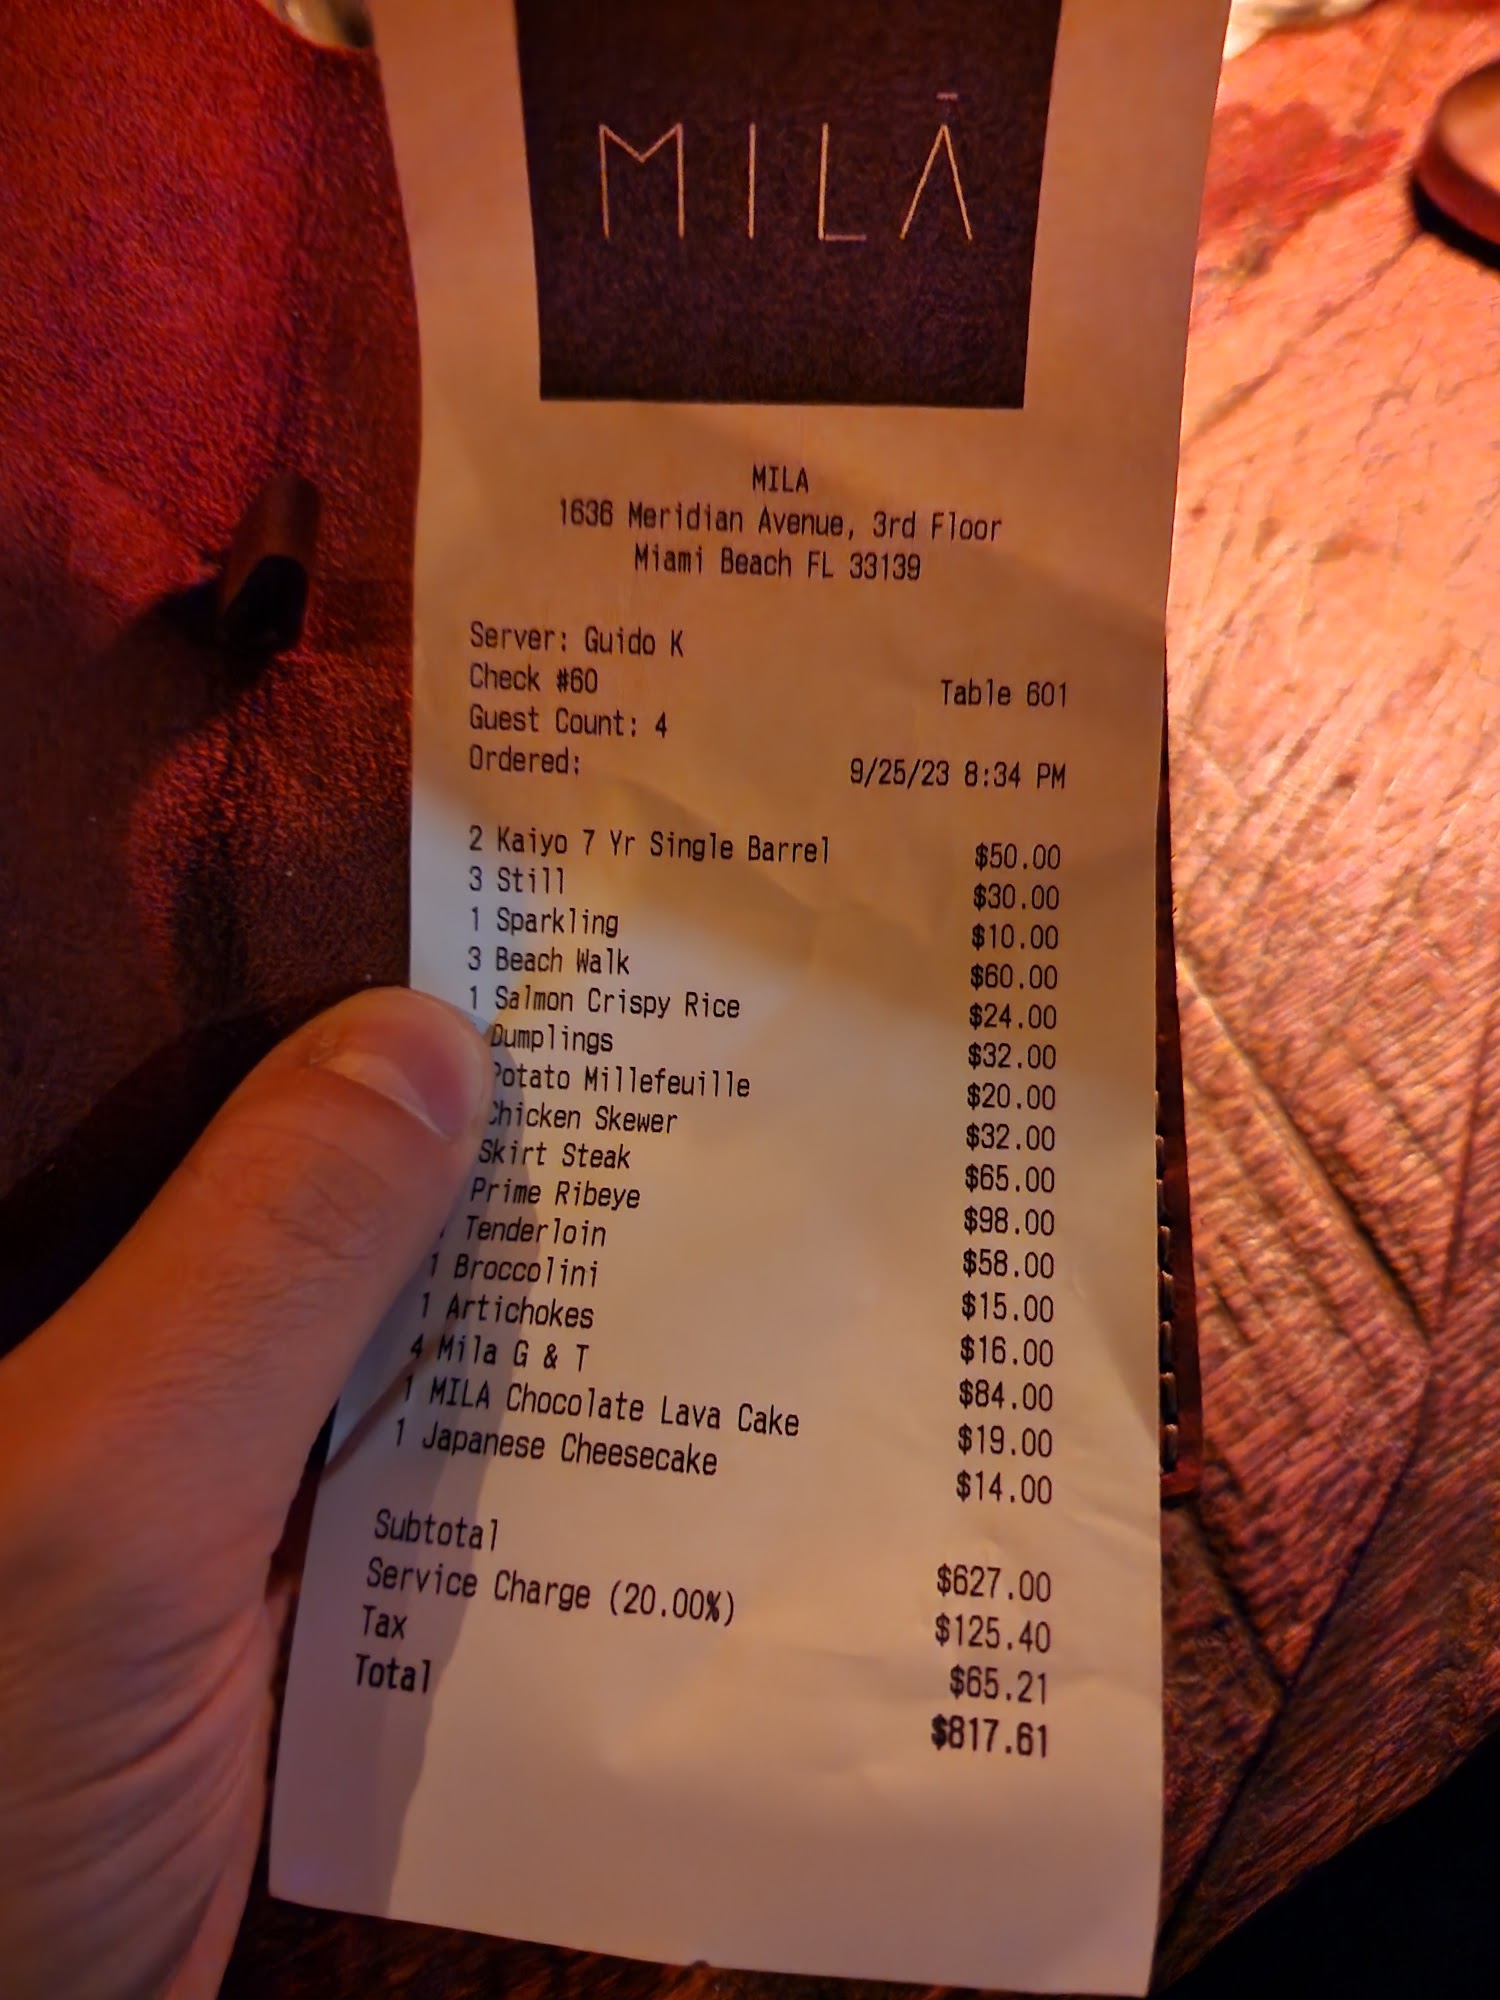 MILĀ
MILA
1636 Meridian Avenue, 3rd Floor
Miami Beach FL 33139
Server: Guido K
Check #60 Table 601
Guest Count: 4
Ordered: 9/25/23 8:34 PM
2 Kaiyo 7 Yr Single Barrel $50.00
3 Still $30.00
1 Sparkling $10.00
3 Beach Walk $60.00
1 Salmon Crispy Rice $24.00
Dumplings $32.00
Potato Millefeuille $20.00
Chicken Skewer $32.00
Skirt Steak $65.00
Prime Ribeye $98.00
Tenderloin $58.00
1 Broccolini $15.00
1 Artichokes $16.00
4 Mila G & T $84.00
1 MILA Chocolate Lava Cake $19.00
1 Japanese Cheesecake $14.00
Subtotal $627.00
Service Charge (20.00%) $125.40
Tax $65.21
Total $817.61